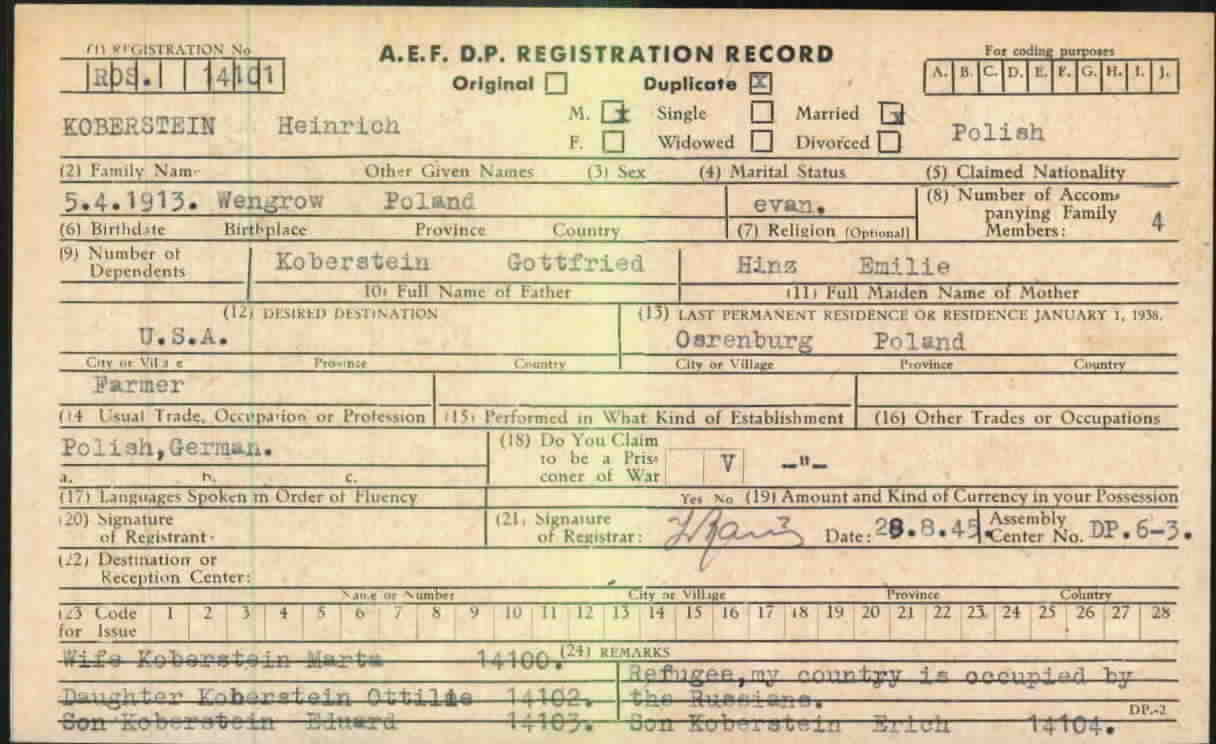 (1) REGISTRATION No
A.E.F. D.P. REGISTRATION RECORD
For coding purposes
RDS. 14101
Original Duplicate X
A. B. C. D. E. F. G. H. I. J.
KOBERSTEIN Heinrich
M. x Single Married x
F. Widowed Divorced
Polish
(2) Family Name Other Given Names (3) Sex (4) Marital Status (5) Claimed Nationality
5.4.1913. Wengrow Poland evan.
(8) Number of Accompanying Family Members: 4
(6) Birthdate Birthplace Province Country (7) Religion (Optional)
(9) Number of Dependents
Koberstein Gottfried Hinz Emilie
10) Full Name of Father (11) Full Maiden Name of Mother
(12) DESIRED DESTINATION (13) LAST PERMANENT RESIDENCE OR RESIDENCE JANUARY 1, 1938.
U.S.A. Osrenburg Poland
City or Village Province Country City or Village Province Country
Farmer
(14 Usual Trade, Occupation or Profession (15) Performed in What Kind of Establishment (16) Other Trades or Occupations
Polish,German.
(18) Do You Claim to be a Prisconer of War V -"-
a. b. c.
(17) Languages Spoken in Order of Fluency Yes No (19) Amount and Kind of Currency in your Possession
(20) Signature of Registrant:
(21) Signature of Registrar: Date: 28.8.45. Assembly Center No. DP.6-3.
(22) Destination or Reception Center:
Name or Number City or Village Province Country
(23 Code for Issue 1 2 3 4 5 6 7 8 9 10 11 12 13 14 15 16 17 18 19 20 21 22 23 24 25 26 27 28
(24) REMARKS
Wife Koberstein Marta 14100.
Refugee,my country is occupied by
Daughter Koberstein Ottilie 14102. the Russians.
Son Koberstein Eduard 14103. Son Koberstein Erich 14104.
DP.-2